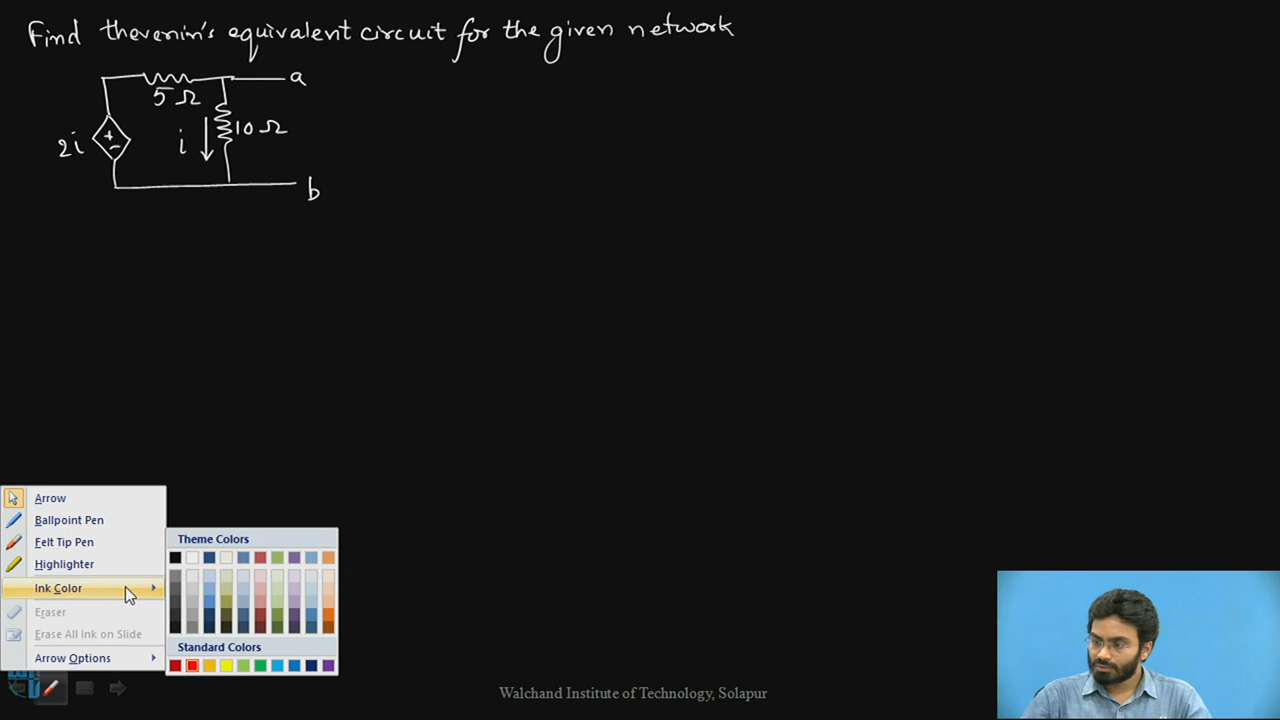 Find thevenin's equivalent circuit for the given network
a
5 Ω
2i
i
10 Ω
b
Arrow
Ballpoint Pen
Felt Tip Pen
Highlighter
Ink Color
Eraser
Erase All Ink on Slide
Arrow Options
Theme Colors
Standard Colors
Walchand Institute of Technology, Solapur